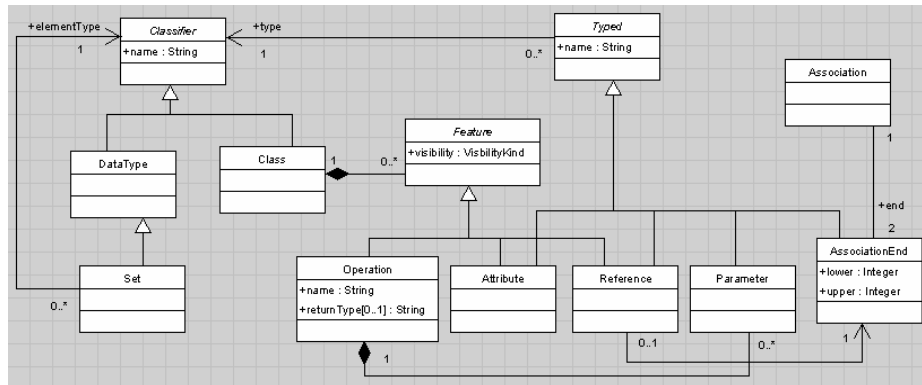 +elementType
1
Classifier
+name : String
+type
1
Typed
+name : String
0..*
Association
1
DataType
Class
1
0..*
Feature
+visibility : VisbilityKind
+end
2
Set
0..*
Operation
+name : String
+returnType[0..1] : String
Attribute
Reference
Parameter
AssociationEnd
+lower : Integer
+upper : Integer
1
0..1
0..*
1